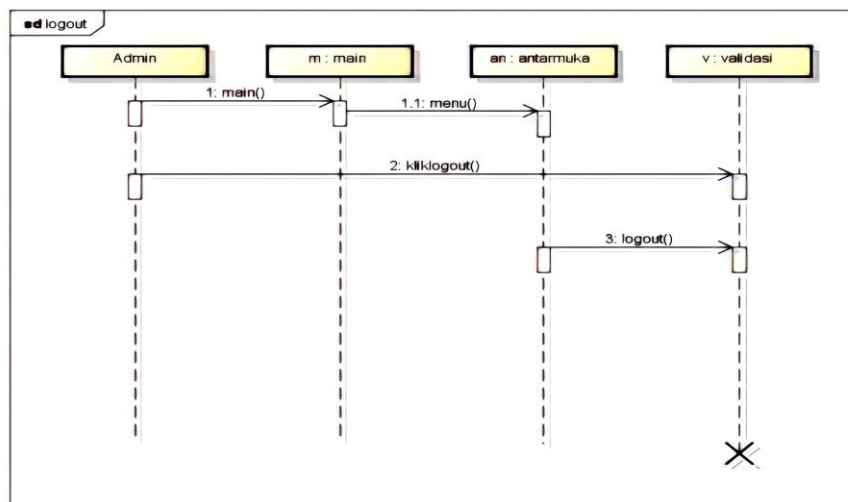 sd logout
Admin
m : main
an : antarmuka
v : validasi
1: main()
1.1: menu()
2: kliklogout()
3: logout()